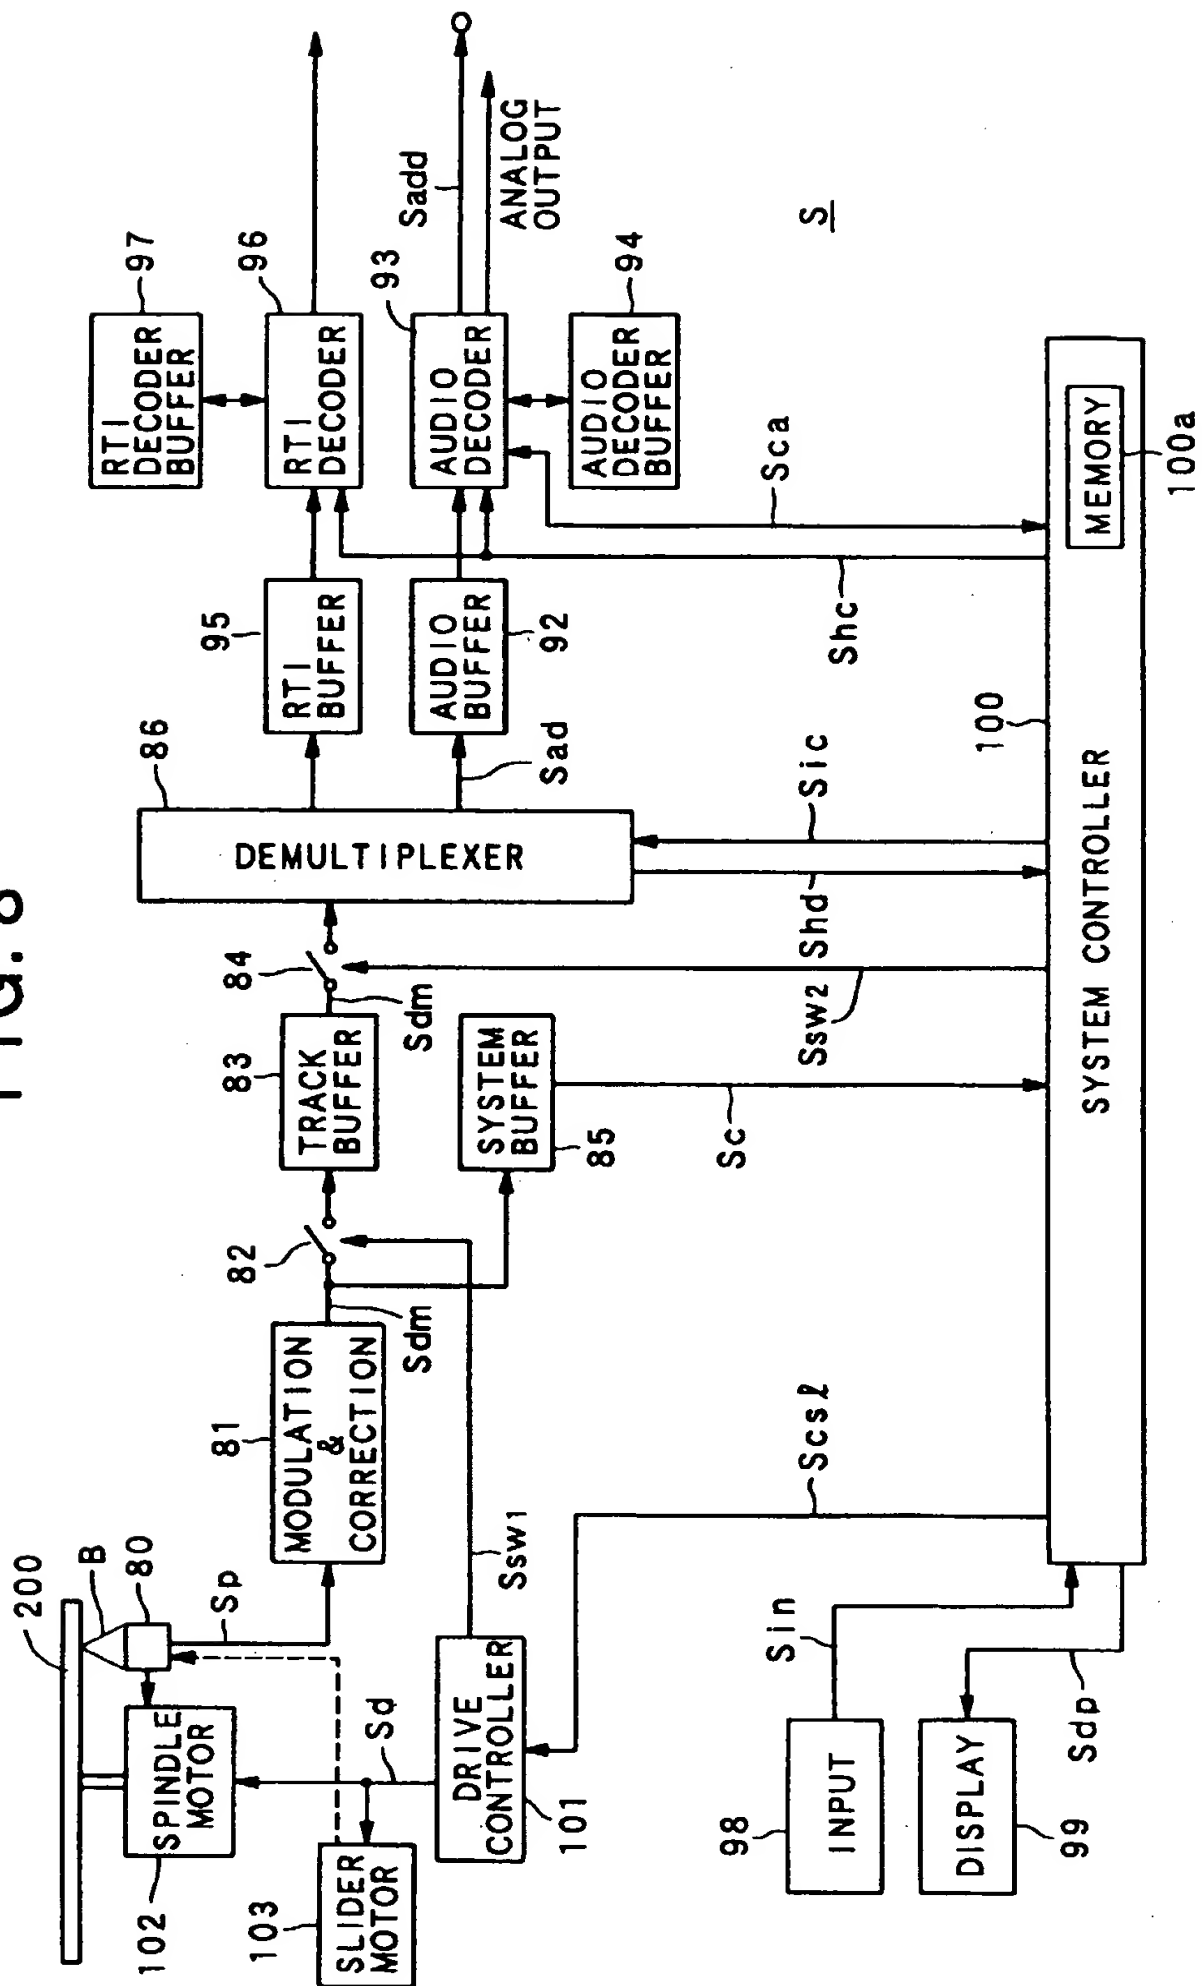 FIG. 8
200
B
80
Sp
SPINDLE
MOTOR
102
SLIDER
MOTOR
103
Sd
DRIVE
CONTROLLER
101
Ssw1
MODULATION
&
CORRECTION
81
Sdm
82
TRACK
BUFFER
83
Sdm
84
SYSTEM
BUFFER
85
Sc
DEMULTIPLEXER
86
Ssw2
Shd
Sic
RTI
BUFFER
95
AUDIO
BUFFER
92
Sad
RTI
DECODER
BUFFER
97
RTI
DECODER
96
AUDIO
DECODER
93
AUDIO
DECODER
BUFFER
94
Sadd
ANALOG
OUTPUT
S
Shc
Sca
INPUT
98
Sin
DISPLAY
99
Sdp
Scsl
SYSTEM CONTROLLER
100
MEMORY
100a